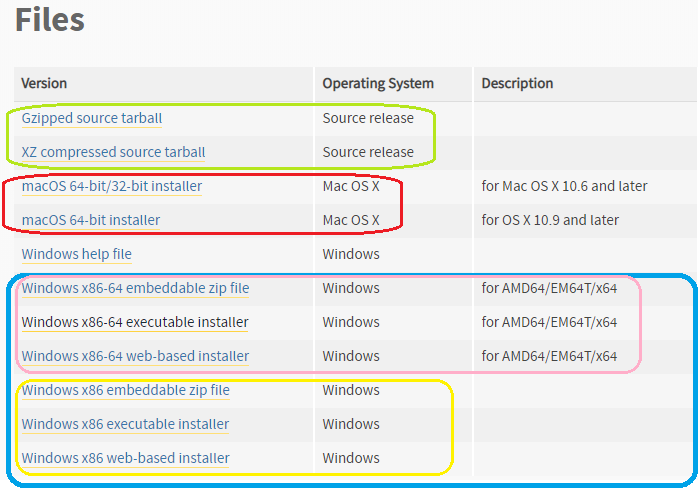 Files
Version Operating System Description
Gzipped source tarball Source release
XZ compressed source tarball Source release
macOS 64-bit/32-bit installer Mac OS X for Mac OS X 10.6 and later
macOS 64-bit installer Mac OS X for OS X 10.9 and later
Windows help file Windows
Windows x86-64 embeddable zip file Windows for AMD64/EM64T/x64
Windows x86-64 executable installer Windows for AMD64/EM64T/x64
Windows x86-64 web-based installer Windows for AMD64/EM64T/x64
Windows x86 embeddable zip file Windows
Windows x86 executable installer Windows
Windows x86 web-based installer Windows